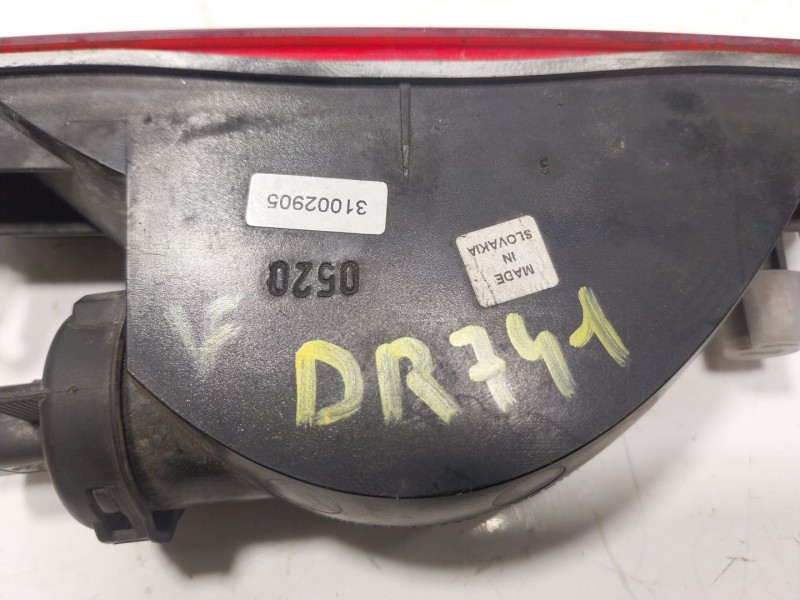 31002905
0520
MADE
IN
SLOVAKIA
DR741